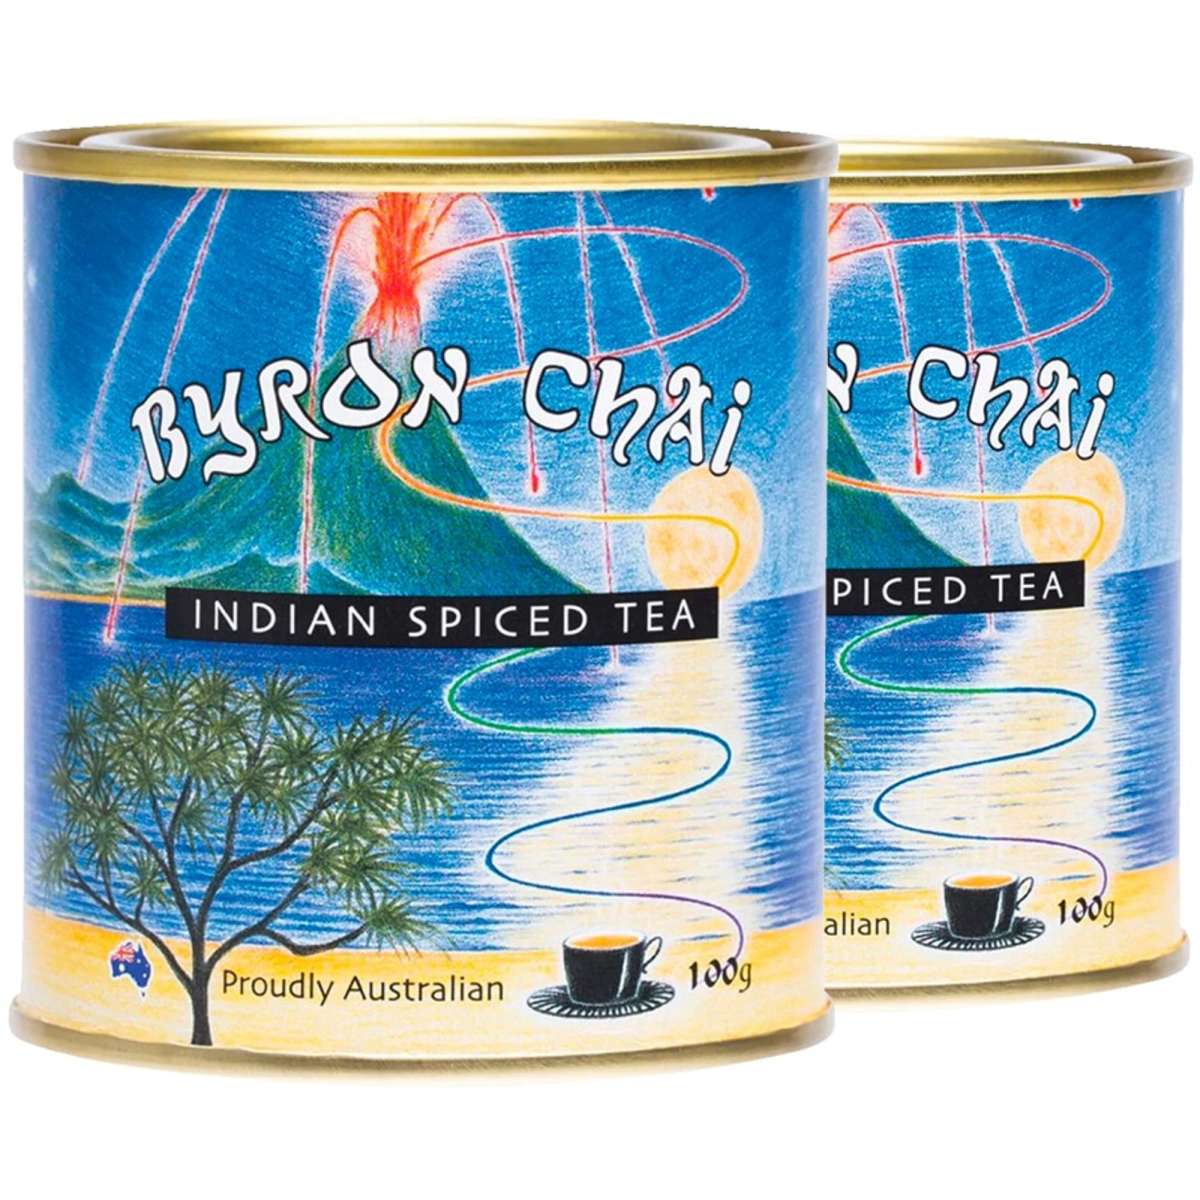 BYRON Chai
INDIAN SPICED TEA
Proudly Australian
100g
N Chai
PICED TEA
alian
100g